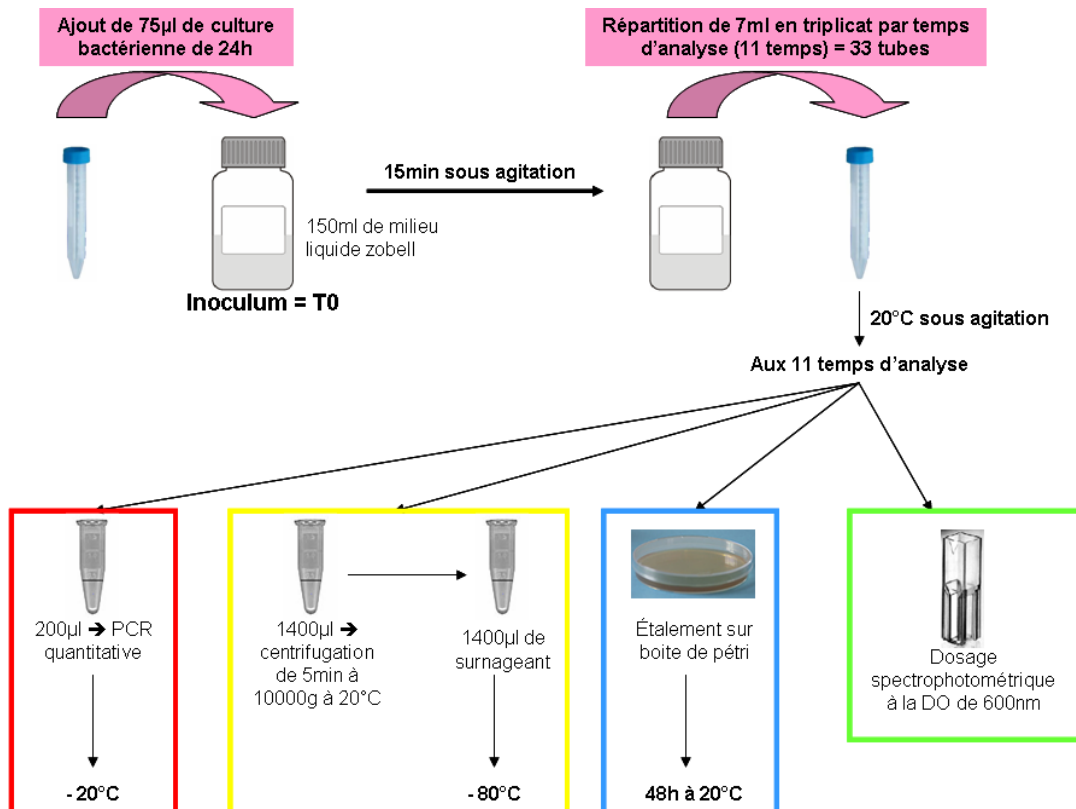 Ajout de 75µl de culture
bactérienne de 24h
Répartition de 7ml en triplicat par temps
d'analyse (11 temps) = 33 tubes
15min sous agitation
150ml de milieu
liquide zobell
Inoculum = T0
20°C sous agitation
Aux 11 temps d'analyse
200µl ➔ PCR
quantitative
- 20°C
1400µl ➔
centrifugation
de 5min à
10000g à 20°C
1400µl de
surnageant
- 80°C
Étalement sur
boite de pétri
48h à 20°C
Dosage
spectrophotométrique
à la DO de 600nm